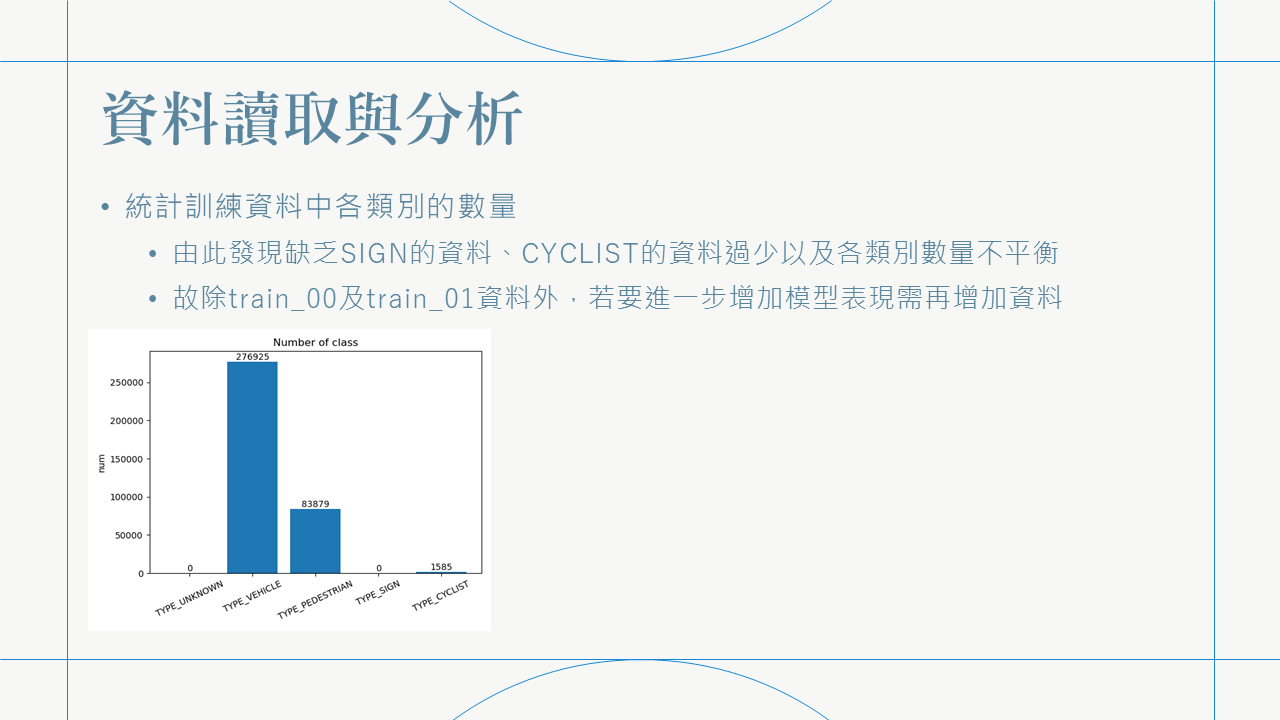 資料讀取與分析
• 統計訓練資料中各類別的數量
• 由此發現缺乏SIGN的資料、CYCLIST的資料過少以及各類別數量不平衡
• 故除train_00及train_01資料外，若要進一步增加模型表現需再增加資料
Number of class
276925
250000
200000
150000
num
100000
83879
50000
0
0
0
1585
TYPE_UNKNOWN
TYPE_VEHICLE
TYPE_PEDESTRIAN
TYPE_SIGN
TYPE_CYCLIST